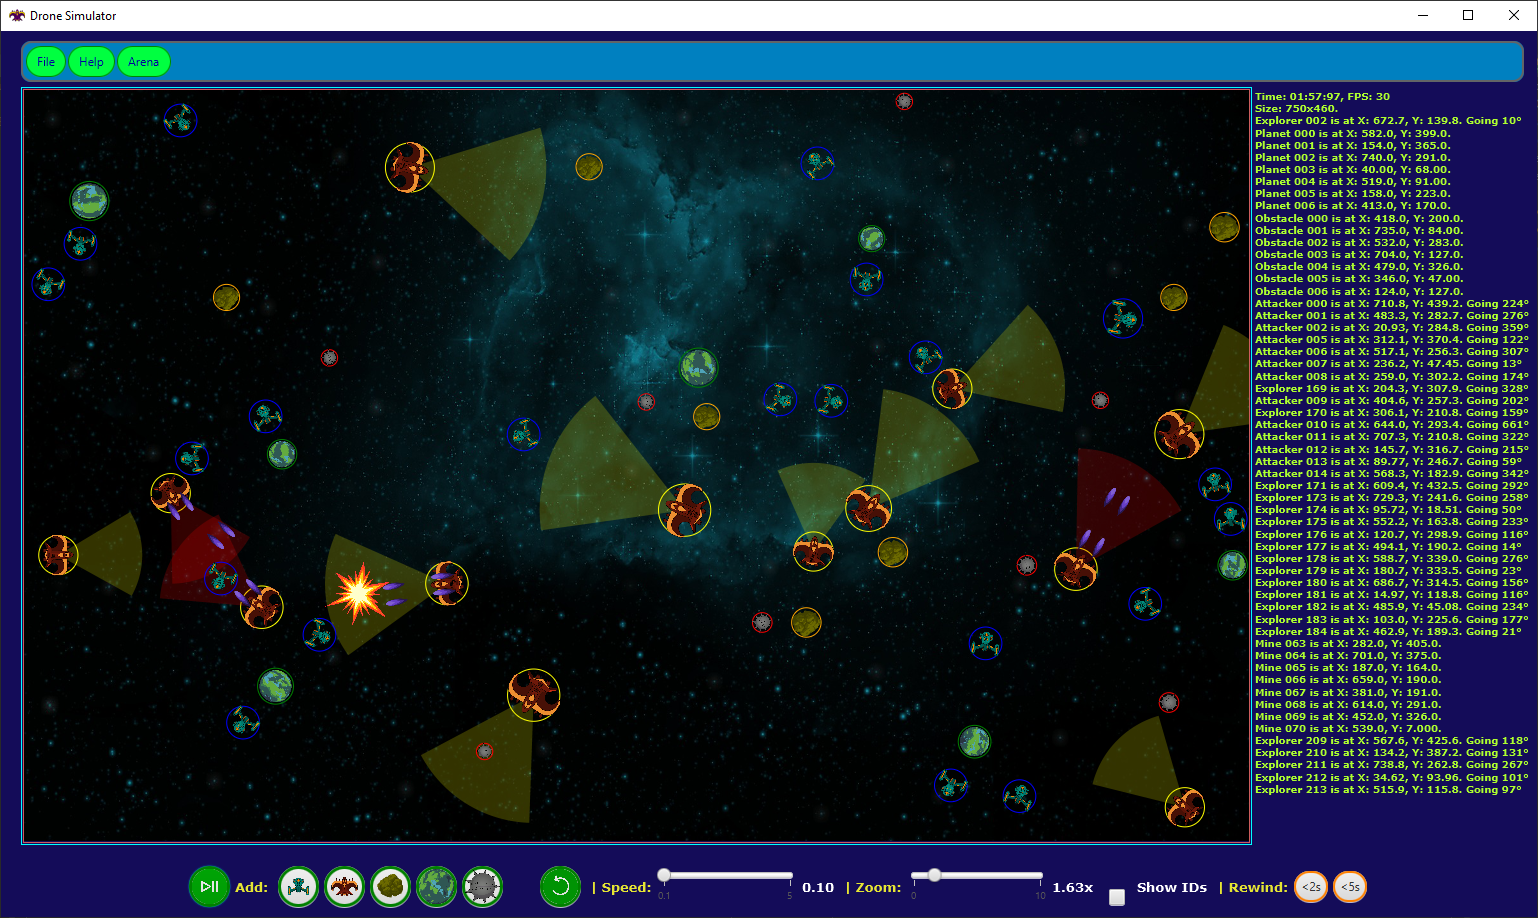 Drone Simulator
File Help Arena
Time: 01:57:97, FPS: 30
Size: 750x460.
Explorer 002 is at X: 672.7, Y: 139.8. Going 10°
Planet 000 is at X: 582.0, Y: 399.0.
Planet 001 is at X: 154.0, Y: 365.0.
Planet 002 is at X: 740.0, Y: 291.0.
Planet 003 is at X: 40.00, Y: 68.00.
Planet 004 is at X: 519.0, Y: 91.00.
Planet 005 is at X: 158.0, Y: 223.0.
Planet 006 is at X: 413.0, Y: 170.0.
Obstacle 000 is at X: 418.0, Y: 200.0.
Obstacle 001 is at X: 735.0, Y: 84.00.
Obstacle 002 is at X: 532.0, Y: 283.0.
Obstacle 003 is at X: 704.0, Y: 127.0.
Obstacle 004 is at X: 479.0, Y: 326.0.
Obstacle 005 is at X: 346.0, Y: 47.00.
Obstacle 006 is at X: 124.0, Y: 127.0.
Attacker 000 is at X: 710.8, Y: 439.2. Going 224°
Attacker 001 is at X: 483.3, Y: 282.7. Going 276°
Attacker 002 is at X: 20.93, Y: 284.8. Going 359°
Attacker 005 is at X: 312.1, Y: 370.4. Going 122°
Attacker 006 is at X: 517.1, Y: 256.3. Going 307°
Attacker 007 is at X: 236.2, Y: 47.45. Going 13°
Attacker 008 is at X: 259.0, Y: 302.2. Going 174°
Explorer 169 is at X: 204.3, Y: 307.9. Going 328°
Attacker 009 is at X: 404.6, Y: 257.3. Going 202°
Explorer 170 is at X: 306.1, Y: 210.8. Going 159°
Attacker 010 is at X: 644.0, Y: 293.4. Going 661°
Attacker 011 is at X: 707.3, Y: 210.8. Going 322°
Attacker 012 is at X: 145.7, Y: 316.7. Going 215°
Attacker 013 is at X: 89.77, Y: 246.7. Going 59°
Attacker 014 is at X: 568.3, Y: 182.9. Going 342°
Explorer 171 is at X: 609.4, Y: 432.5. Going 292°
Explorer 173 is at X: 729.3, Y: 241.6. Going 258°
Explorer 174 is at X: 95.72, Y: 18.51. Going 50°
Explorer 175 is at X: 552.2, Y: 163.8. Going 233°
Explorer 176 is at X: 120.7, Y: 298.9. Going 116°
Explorer 177 is at X: 494.1, Y: 190.2. Going 14°
Explorer 178 is at X: 588.7, Y: 339.0. Going 276°
Explorer 179 is at X: 180.7, Y: 333.5. Going 23°
Explorer 180 is at X: 686.7, Y: 314.5. Going 156°
Explorer 181 is at X: 14.97, Y: 118.8. Going 116°
Explorer 182 is at X: 485.9, Y: 45.08. Going 234°
Explorer 183 is at X: 103.0, Y: 225.6. Going 177°
Explorer 184 is at X: 462.9, Y: 189.3. Going 21°
Mine 063 is at X: 282.0, Y: 405.0.
Mine 064 is at X: 701.0, Y: 375.0.
Mine 065 is at X: 187.0, Y: 164.0.
Mine 066 is at X: 659.0, Y: 190.0.
Mine 067 is at X: 381.0, Y: 191.0.
Mine 068 is at X: 614.0, Y: 291.0.
Mine 069 is at X: 452.0, Y: 326.0.
Mine 070 is at X: 539.0, Y: 7.000.
Explorer 209 is at X: 567.6, Y: 425.6. Going 118°
Explorer 210 is at X: 134.2, Y: 387.2. Going 131°
Explorer 211 is at X: 738.8, Y: 262.8. Going 267°
Explorer 212 is at X: 34.62, Y: 93.96. Going 101°
Explorer 213 is at X: 515.9, Y: 115.8. Going 97°
Add: | Speed: 0.1 5 0.10 | Zoom: 0 10 1.63x Show IDs | Rewind: <2s <5s